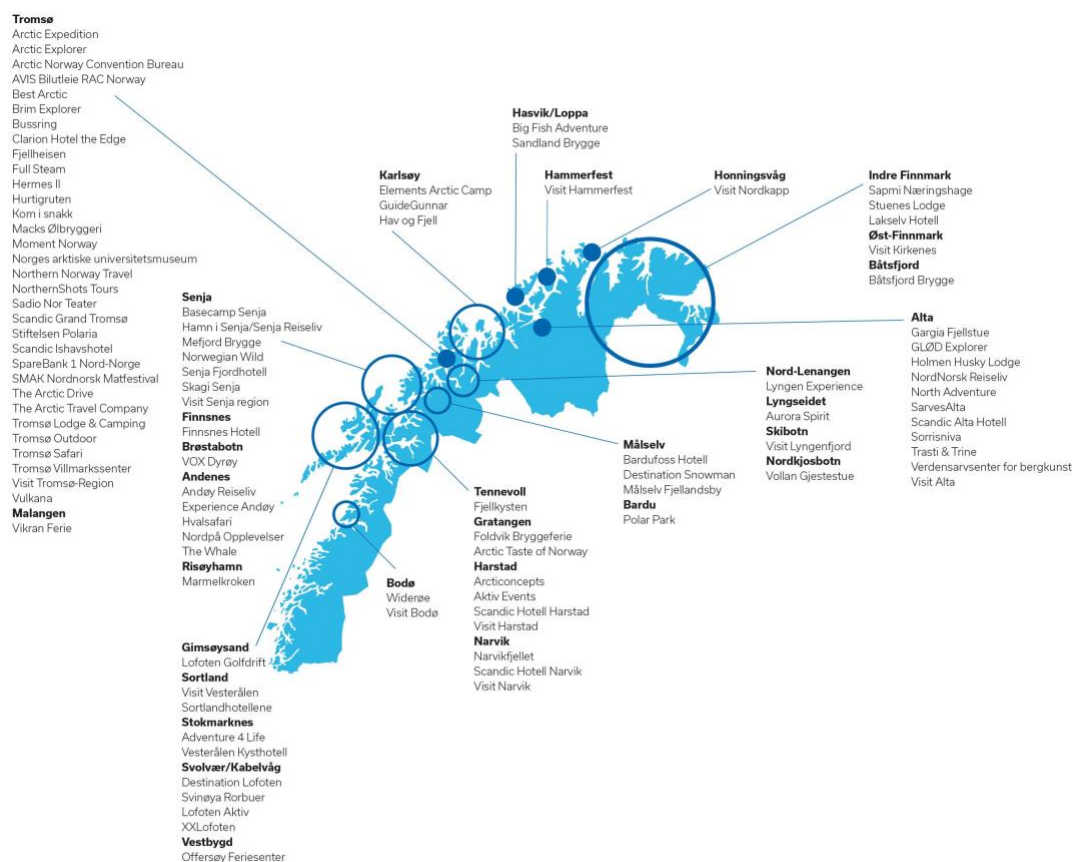 Tromsø
Arctic Expedition
Arctic Explorer
Arctic Norway Convention Bureau
AVIS Bilutleie RAC Norway
Best Arctic
Brim Explorer
Bussring
Clarion Hotel the Edge
Fjellheisen
Full Steam
Hermes II
Hurtigruten
Kom i snakk
Macks Ølbryggeri
Moment Norway
Norges arktiske universitetsmuseum
Northern Norway Travel
NorthernShots Tours
Sadio Nor Teater
Scandic Grand Tromsø
Stiftelsen Polaria
Scandic Ishavshotel
SpareBank 1 Nord-Norge
SMAK Nordnorsk Matfestival
The Arctic Drive
The Arctic Travel Company
Tromsø Lodge & Camping
Tromsø Outdoor
Tromsø Safari
Tromsø Villmarkssenter
Visit Tromsø-Region
Vulkana
Malangen
Vikran Ferie
Senja
Basecamp Senja
Hamn i Senja/Senja Reiseliv
Mefjord Brygge
Norwegian Wild
Senja Fjordhotell
Skagi Senja
Visit Senja region
Finnsnes
Finnsnes Hotell
Brøstabotn
VOX Dyrøy
Andenes
Andøy Reiseliv
Experience Andøy
Hvalsafari
Nordpå Opplevelser
The Whale
Risøyhamn
Marmelkroken
Gimsøysand
Lofoten Golfdrift
Sortland
Visit Vesterålen
Sortlandhotellene
Stokmarknes
Adventure 4 Life
Vesterålen Kysthotell
Svolvær/Kabelvåg
Destination Lofoten
Svinøya Rorbuer
Lofoten Aktiv
XXLofoten
Vestbygd
Offersøy Feriesenter
Karlsøy
Elements Arctic Camp
GuideGunnar
Hav og Fjell
Hasvik/Loppa
Big Fish Adventure
Sandland Brygge
Hammerfest
Visit Hammerfest
Honningsvåg
Visit Nordkapp
Indre Finnmark
Sapmi Næringshage
Stuenes Lodge
Lakselv Hotell
Øst-Finnmark
Visit Kirkenes
Båtsfjord
Båtsfjord Brygge
Alta
Gargia Fjellstue
GLØD Explorer
Holmen Husky Lodge
NordNorsk Reiseliv
North Adventure
SarvesAlta
Scandic Alta Hotell
Sorrisniva
Trasti & Trine
Verdensarvsenter for bergkunst
Visit Alta
Nord-Lenangen
Lyngen Experience
Lyngseidet
Aurora Spirit
Skibotn
Visit Lyngenfjord
Nordkjosbotn
Vollan Gjestestue
Målselv
Bardufoss Hotell
Destination Snowman
Målselv Fjellandsby
Bardu
Polar Park
Tennevoll
Fjellkysten
Gratangen
Foldvik Bryggeferie
Arctic Taste of Norway
Harstad
Arcticoncepts
Aktiv Events
Scandic Hotell Harstad
Visit Harstad
Narvik
Narvikfjellet
Scandic Hotell Narvik
Visit Narvik
Bodø
Widerøe
Visit Bodø